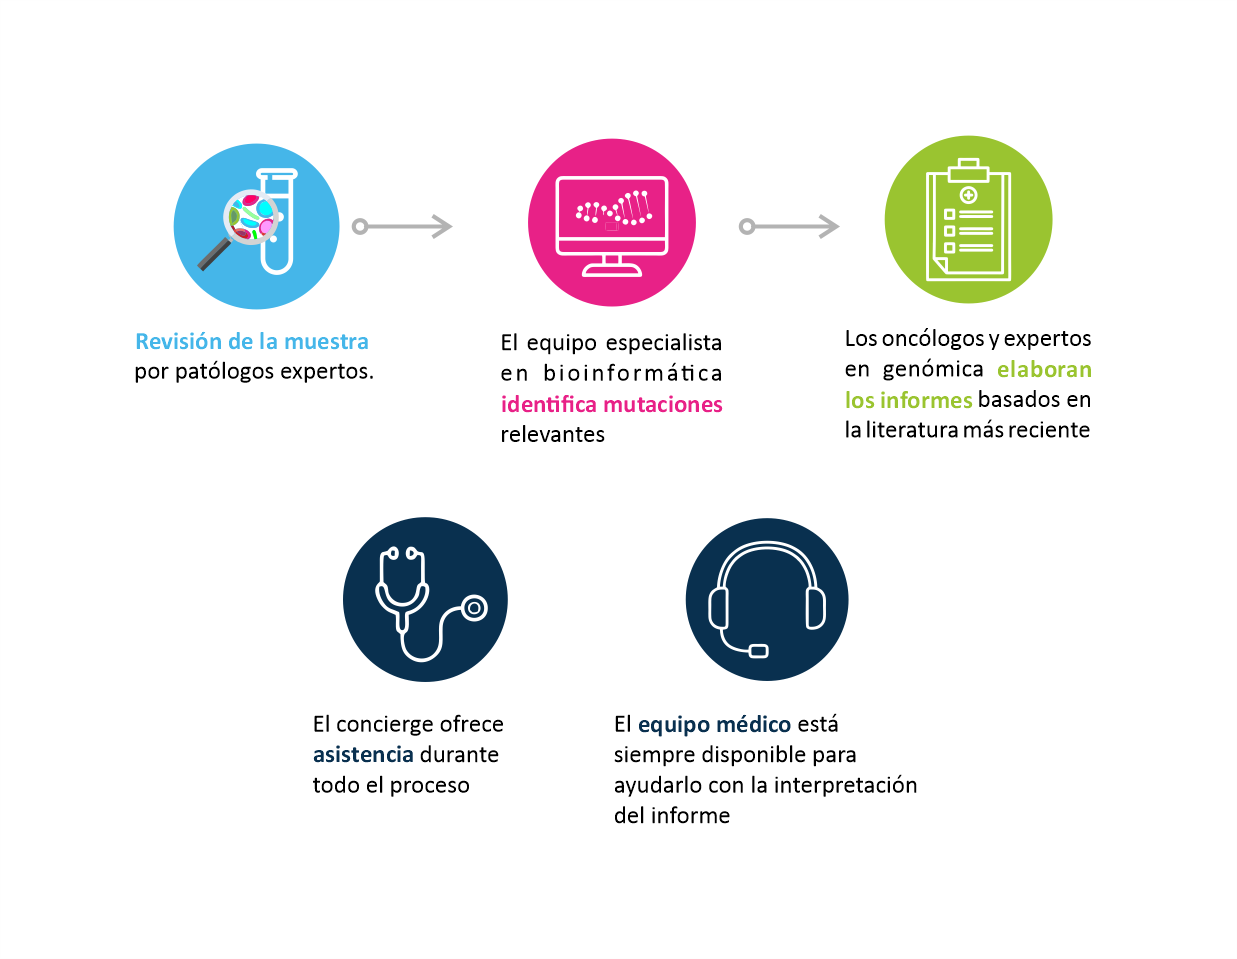 Revisión de la muestra
por patólogos expertos.
El equipo especialista
en bioinformática
identifica mutaciones
relevantes
Los oncólogos y expertos
en genómica elaboran
los informes basados en
la literatura más reciente
El concierge ofrece
asistencia durante
todo el proceso
El equipo médico está
siempre disponible para
ayudarlo con la interpretación
del informe